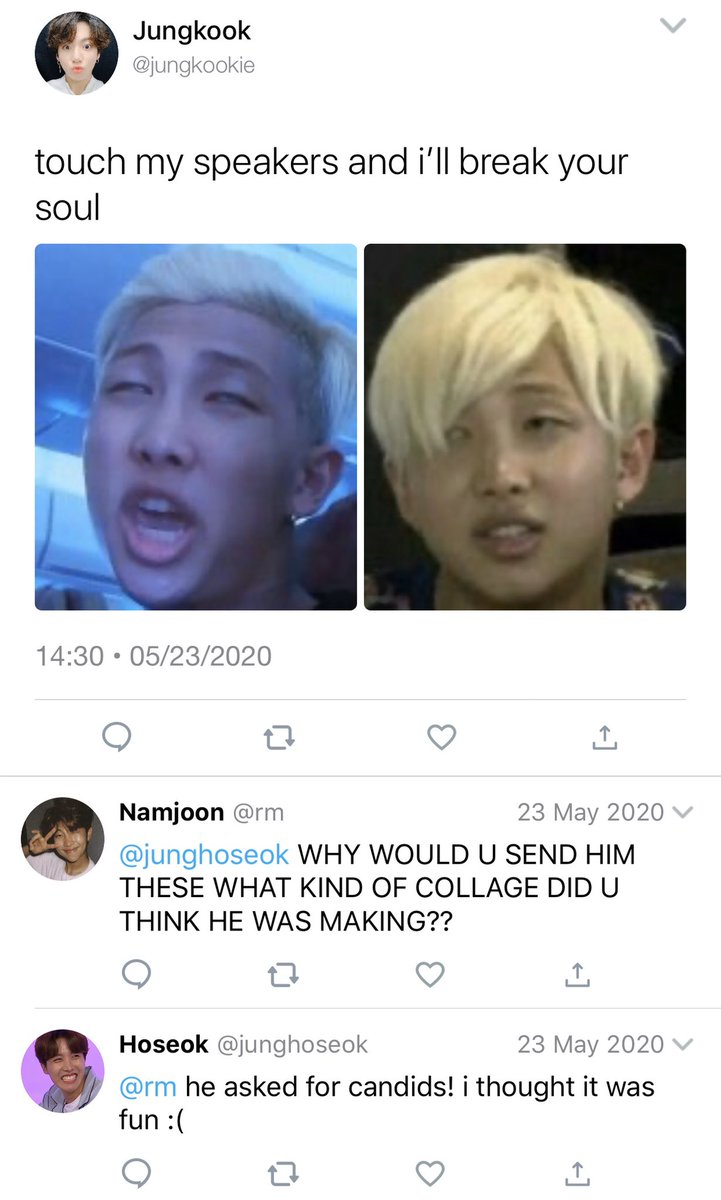 Jungkook
@jungkookie
touch my speakers and i’ll break your
soul
14:30 • 05/23/2020
Namjoon @rm 23 May 2020
@junghoseok WHY WOULD U SEND HIM
THESE WHAT KIND OF COLLAGE DID U
THINK HE WAS MAKING??
Hoseok @junghoseok 23 May 2020
@rm he asked for candids! i thought it was
fun :(